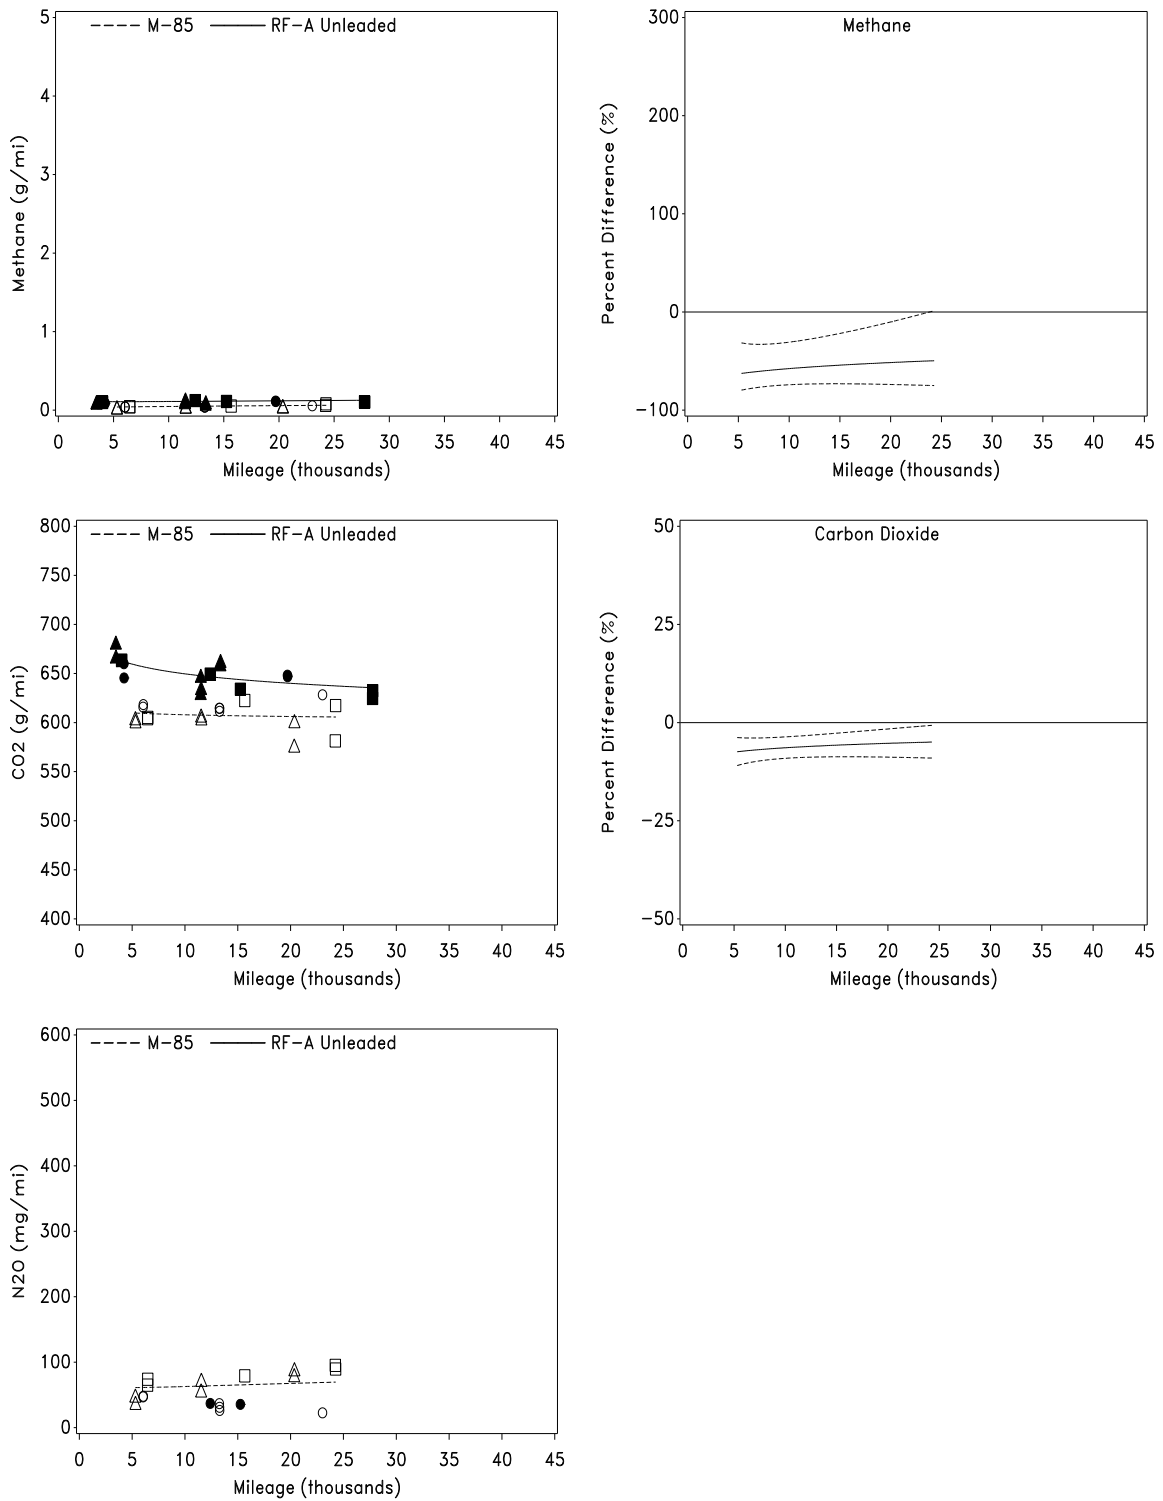 M-85 RF-A Unleaded
Methane (g/mi)
5
4
3
2
1
0
0 5 10 15 20 25 30 35 40 45
Mileage (thousands)
Methane
Percent Difference (%)
300
200
100
0
-100
0 5 10 15 20 25 30 35 40 45
Mileage (thousands)
M-85 RF-A Unleaded
CO2 (g/mi)
800
750
700
650
600
550
500
450
400
0 5 10 15 20 25 30 35 40 45
Mileage (thousands)
Carbon Dioxide
Percent Difference (%)
50
25
0
-25
-50
0 5 10 15 20 25 30 35 40 45
Mileage (thousands)
M-85 RF-A Unleaded
N2O (mg/mi)
600
500
400
300
200
100
0
0 5 10 15 20 25 30 35 40 45
Mileage (thousands)